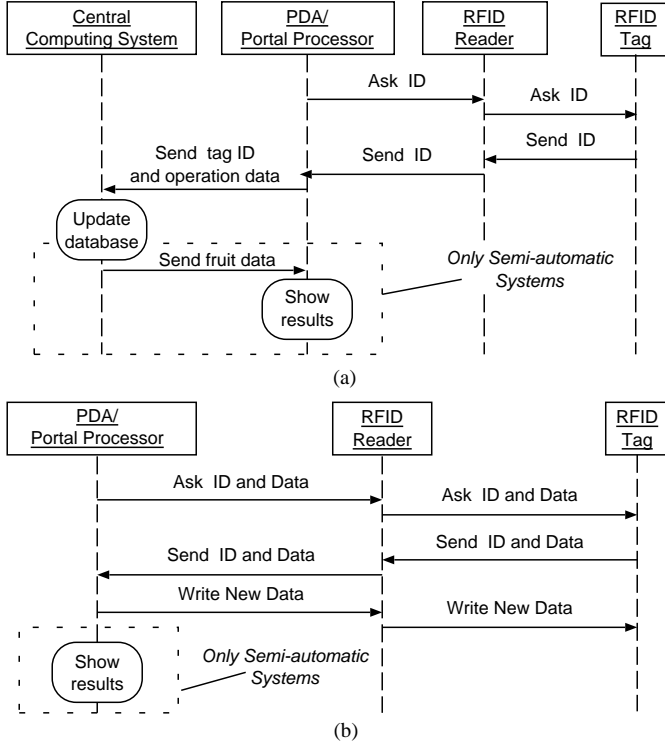 Central
Computing System
PDA/
Portal Processor
RFID
Reader
RFID
Tag
Ask ID
Ask ID
Send ID
Send ID
Send tag ID
and operation data
Update
database
Send fruit data
Only Semi-automatic
Systems
Show
results
(a)
PDA/
Portal Processor
RFID
Reader
RFID
Tag
Ask ID and Data
Ask ID and Data
Send ID and Data
Send ID and Data
Write New Data
Write New Data
Show
results
Only Semi-automatic
Systems
(b)